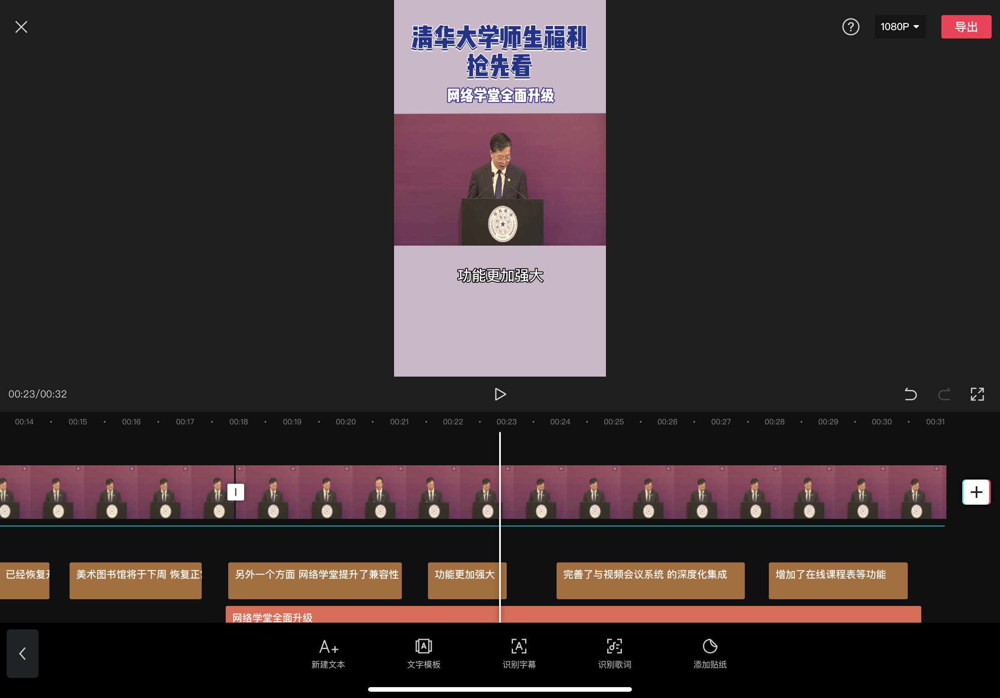 1080P
导出
清华大学师生福利
抢先看
网络学堂全面升级
TSINGHUA UNIVERSITY
1911
功能更加强大
00:23/00:32
00:14 00:15 00:16 00:17 00:18 00:19 00:20 00:21 00:22 00:23 00:24 00:25 00:26 00:27 00:28 00:29 00:30 00:31
已经恢复
美术图书馆将于下周 恢复正
另外一个方面 网络学堂提升了兼容性
功能更加强大
完善了与视频会议系统 的深度化集成
增加了在线课程表等功能
网络学堂全面升级
新建文本
文字模板
识别字幕
识别歌词
添加贴纸